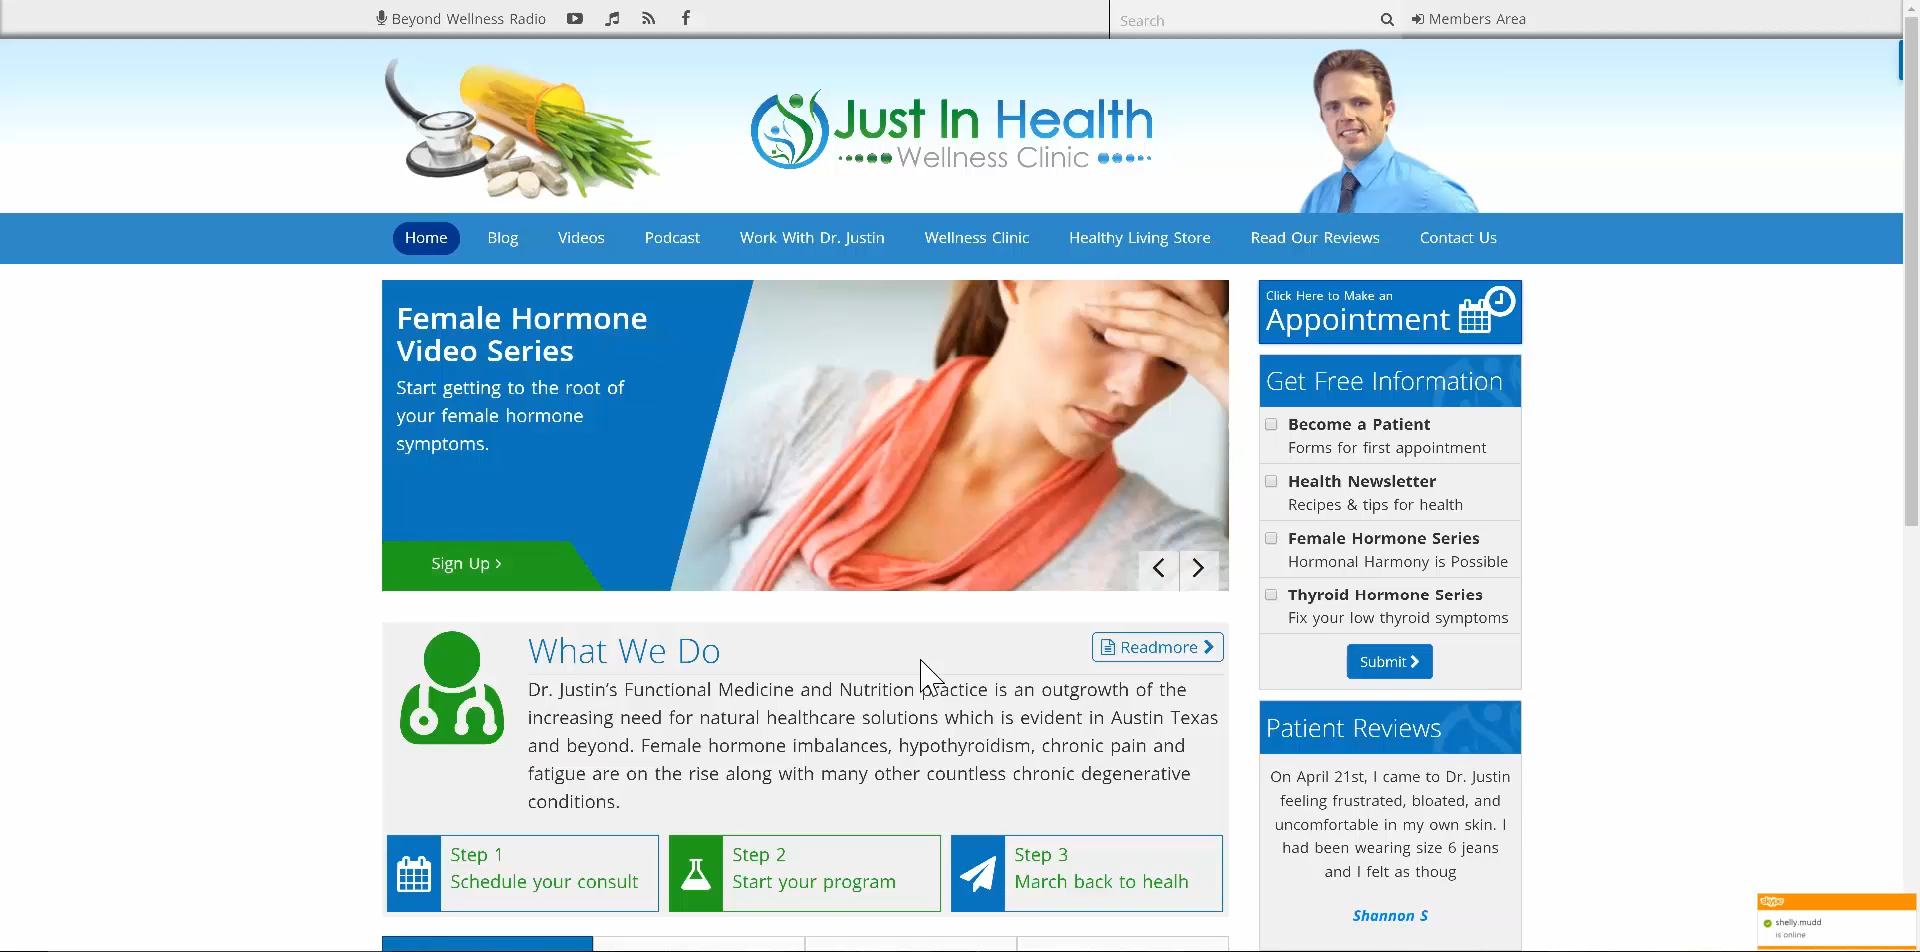 Beyond Wellness Radio
Search
Members Area
Just In Health
Wellness Clinic
Home
Blog
Videos
Podcast
Work With Dr. Justin
Wellness Clinic
Healthy Living Store
Read Our Reviews
Contact Us
Female Hormone
Video Series
Start getting to the root of
your female hormone
symptoms.
Sign Up >
Click Here to Make an
Appointment
Get Free Information
Become a Patient
Forms for first appointment
Health Newsletter
Recipes & tips for health
Female Hormone Series
Hormonal Harmony is Possible
Thyroid Hormone Series
Fix your low thyroid symptoms
Submit
What We Do
Readmore
Dr. Justin's Functional Medicine and Nutrition practice is an outgrowth of the
increasing need for natural healthcare solutions which is evident in Austin Texas
and beyond. Female hormone imbalances, hypothyroidism, chronic pain and
fatigue are on the rise along with many other countless chronic degenerative
conditions.
Step 1
Schedule your consult
Step 2
Start your program
Step 3
March back to healh
Patient Reviews
On April 21st, I came to Dr. Justin
feeling frustrated, bloated, and
uncomfortable in my own skin. I
had been wearing size 6 jeans
and I felt as thoug
Shannon S
skype
shelly.mudd
is online